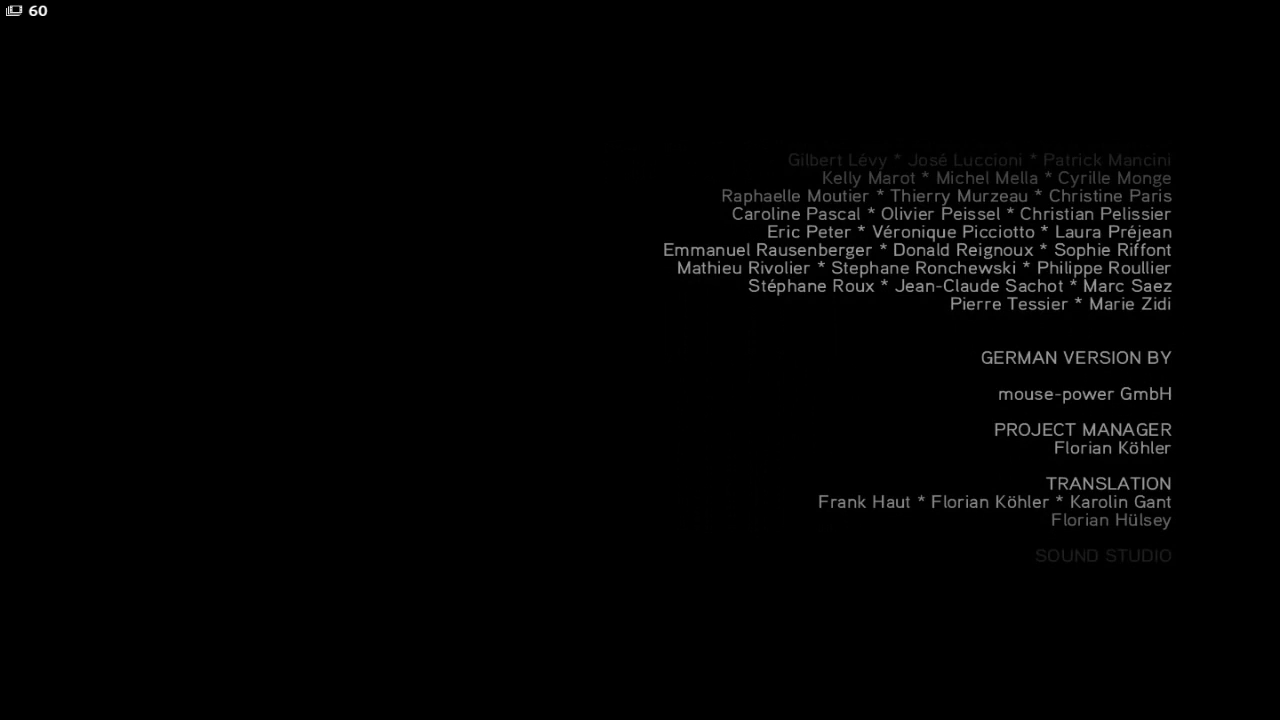 60
Gilbert Lévy * José Luccioni * Patrick Mancini
Kelly Marot * Michel Mella * Cyrille Monge
Raphaelle Moutier * Thierry Murzeau * Christine Paris
Caroline Pascal * Olivier Peissel * Christian Pelissier
Eric Peter * Véronique Picciotto * Laura Préjean
Emmanuel Rausenberger * Donald Reignoux * Sophie Riffont
Mathieu Rivolier * Stephane Ronchewski * Philippe Roullier
Stéphane Roux * Jean-Claude Sachot * Marc Saez
Pierre Tessier * Marie Zidi
GERMAN VERSION BY
mouse-power GmbH
PROJECT MANAGER
Florian Köhler
TRANSLATION
Frank Haut * Florian Köhler * Karolin Gant
Florian Hülsey
SOUND STUDIO